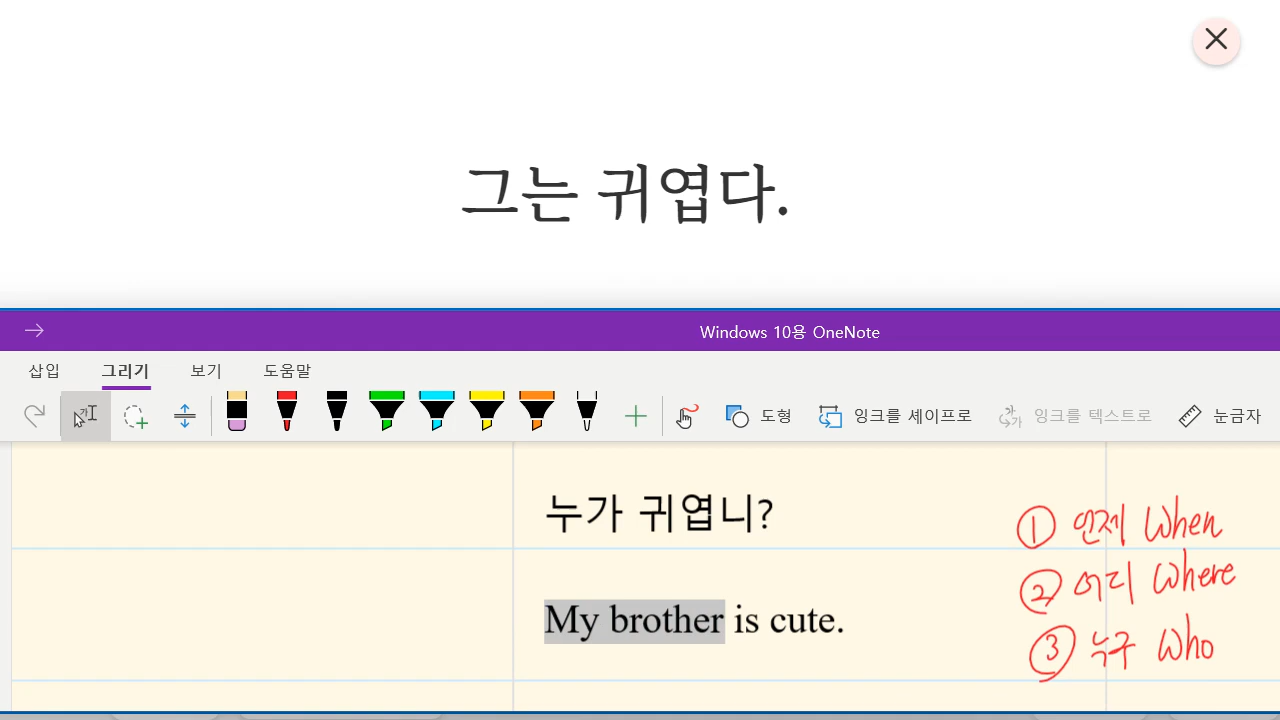 그는 귀엽다.
Windows 10용 OneNote
삽입 그리기 보기 도움말
가 도형 잉크를 셰이프로 가 잉크를 텍스트로 눈금자
누가 귀엽니?
① 언제 When
② 어디 Where
My brother is cute.
③ 누구 Who